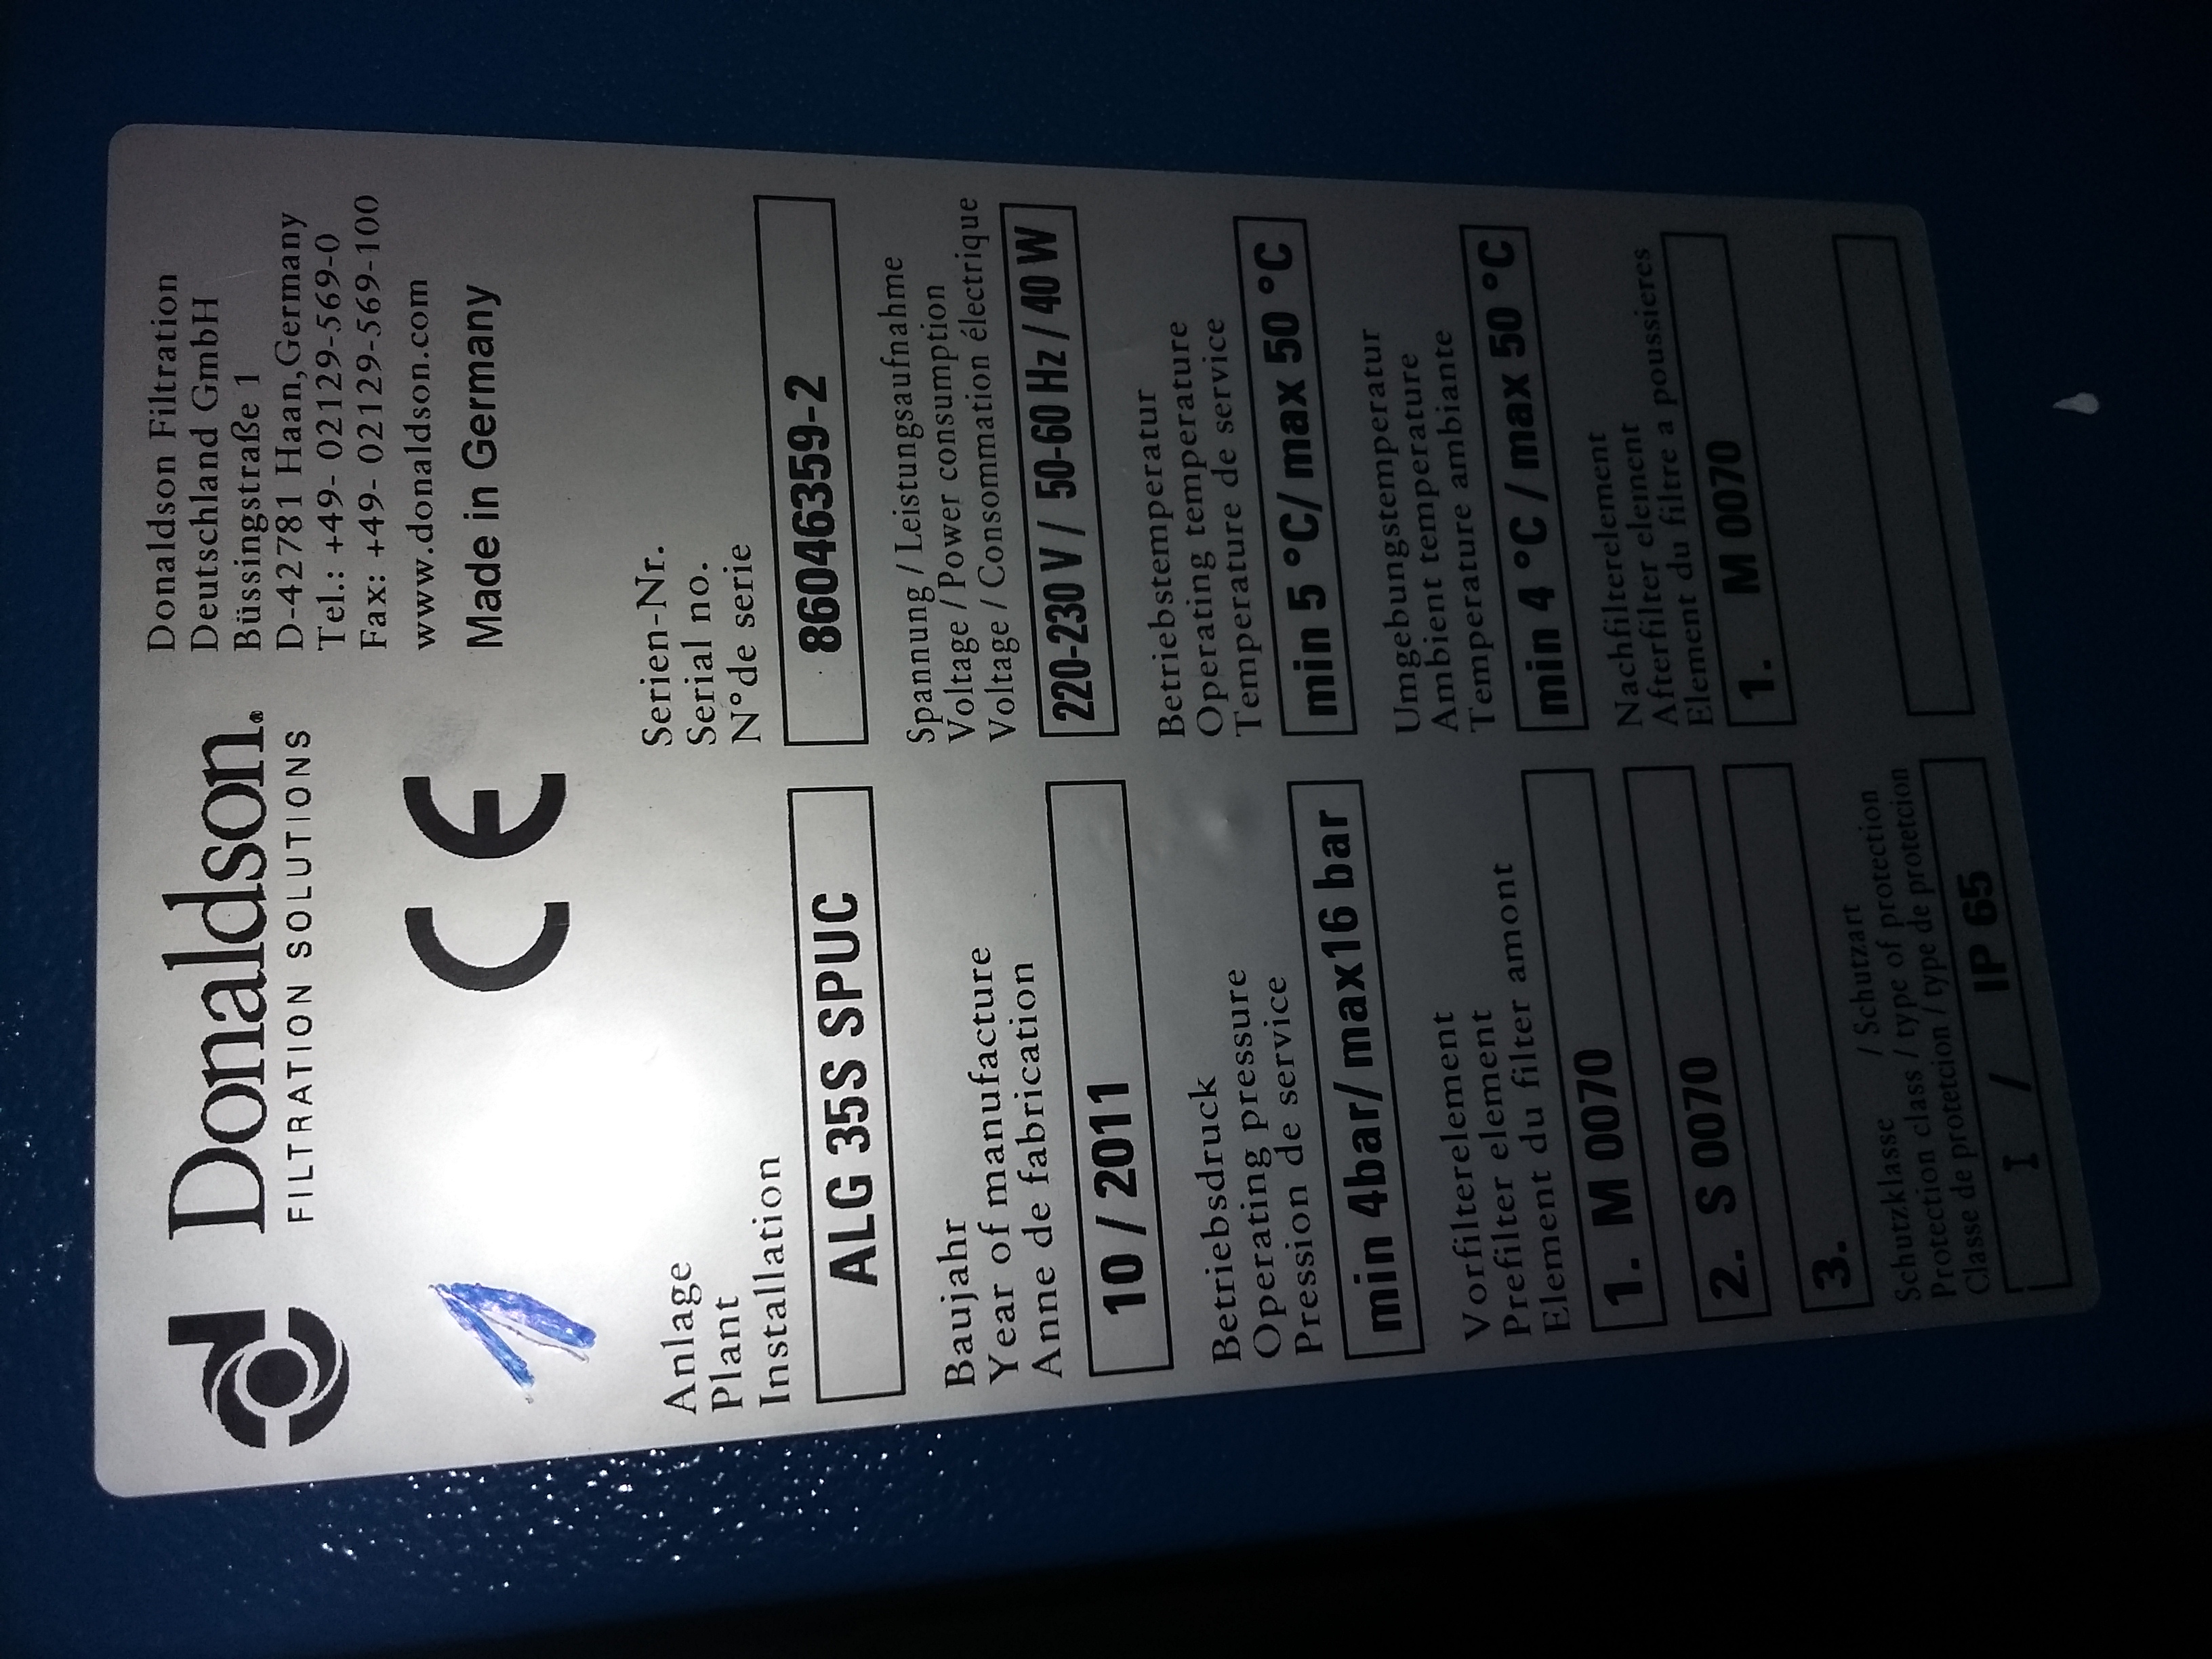 Donaldson®
FILTRATION SOLUTIONS
Donaldson Filtration
Deutschland GmbH
Büssingstraße 1
D-42781 Haan,Germany
Tel.: +49- 02129-569-0
Fax: +49- 02129-569-100
www.donaldson.com
Made in Germany
CE
1
Anlage
Plant
Installation
ALG 35S SPUC
Serien-Nr.
Serial no.
N°de serie
86046359-2
Baujahr
Year of manufacture
Anne de fabrication
10 / 2011
Spannung / Leistungsaufnahme
Voltage / Power consumption
Voltage / Consommation électrique
220-230 V / 50-60 Hz / 40 W
Betriebsdruck
Operating pressure
Pression de service
min 4bar/ max16 bar
Betriebstemperatur
Operating temperature
Temperature de service
min 5 °C/ max 50 °C
Umgebungstemperatur
Ambient temperature
Temperature ambiante
min 4 °C / max 50 °C
Vorfilterelement
Prefilter element
Element du filter amont
1. M 0070
2. S 0070
3.
Nachfilterelement
Afterfilter element
Element du filtre a poussieres
1. M 0070
Schutzklasse / Schutzart
Protection class / type of protection
Classe de protetcion / type de protetcion
I / IP 65